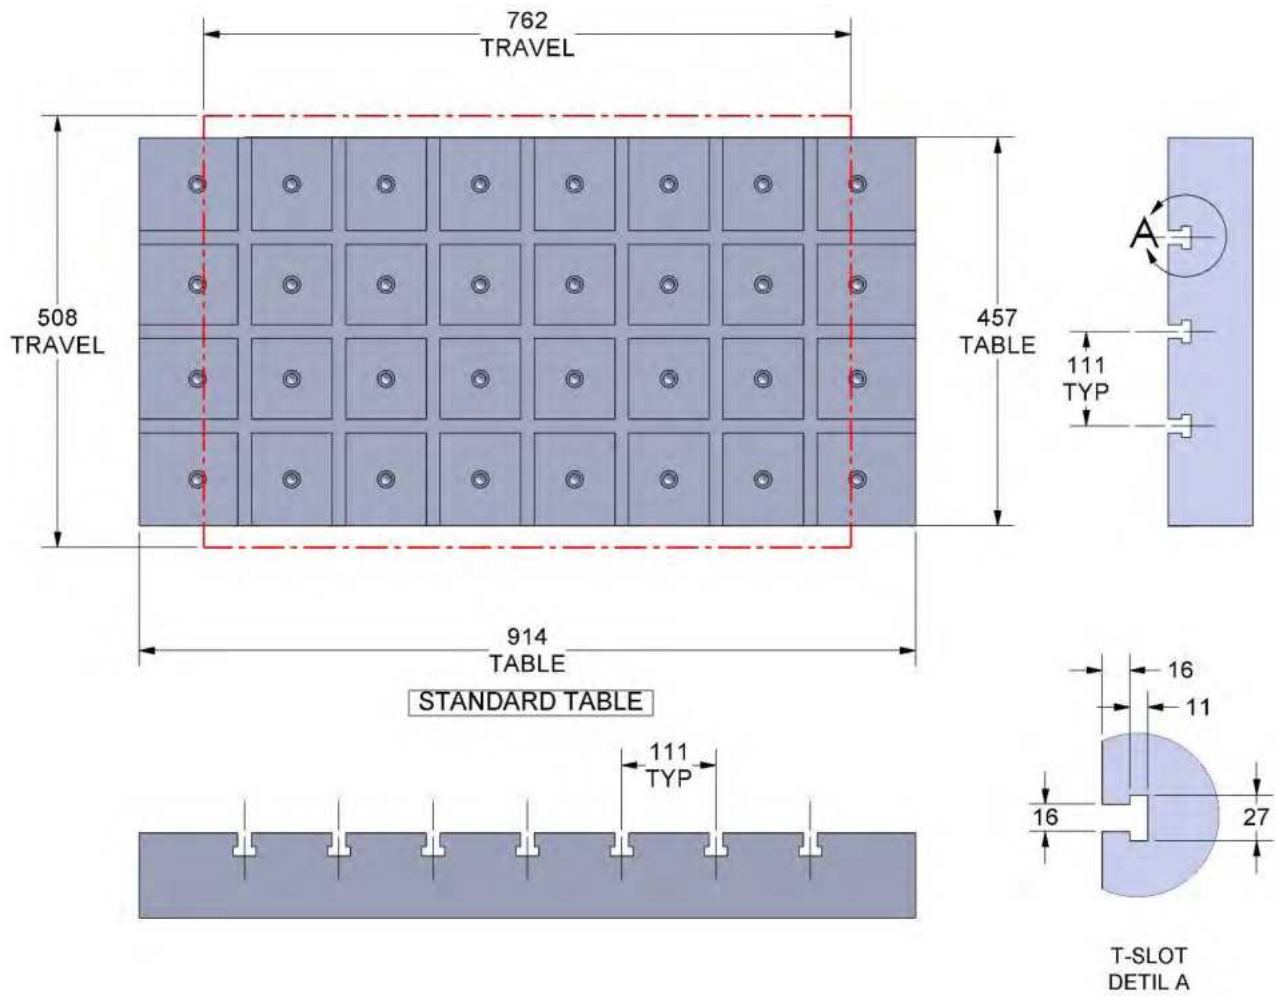 762
TRAVEL
508
TRAVEL
457
TABLE
A
111
TYP
914
TABLE
STANDARD TABLE
111
TYP
16
11
16
27
T-SLOT
DETIL A